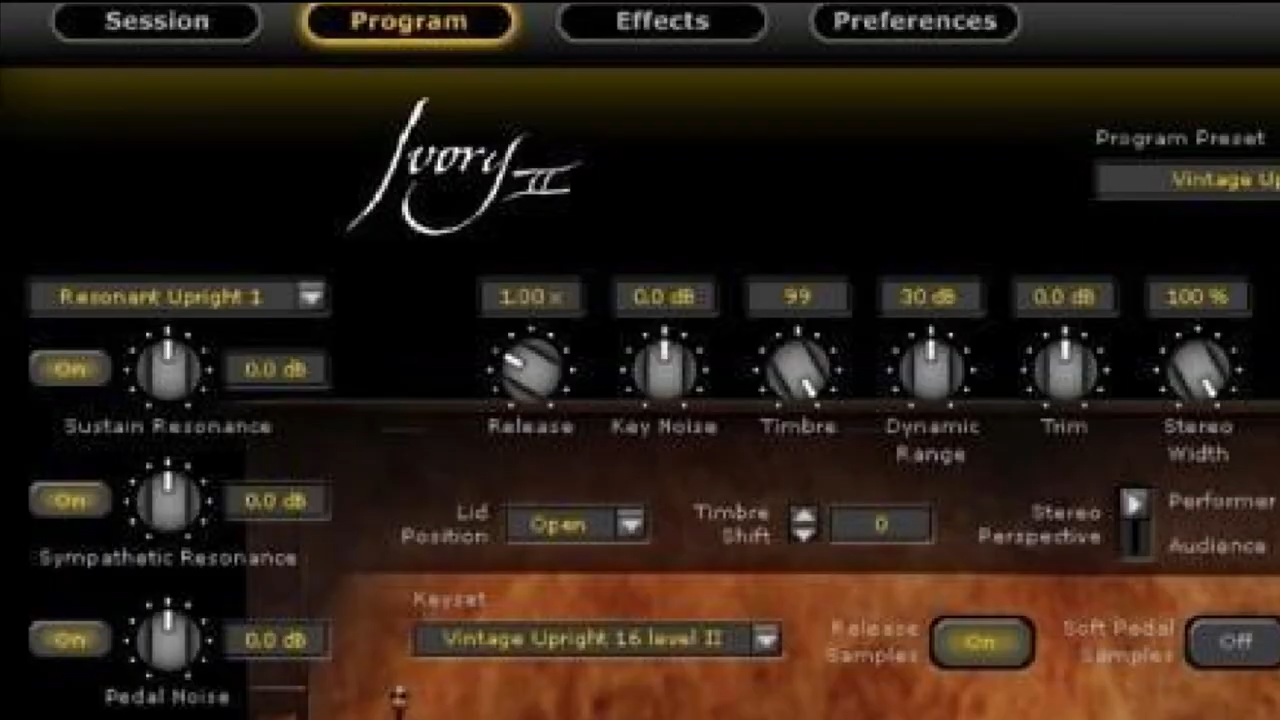 Session Program Effects Preferences
Ivory II
Program Preset
Vintage Up
Resonant Upright 1
1.00 x 0.0 dB 99 30 dB 0.0 dB 100 %
On 0.0 dB
Sustain Resonance
Release Key Noise Timbre Dynamic Range Trim Stereo Width
On 0.0 dB
Sympathetic Resonance
Lid Position Open
Timbre Shift 0
Stereo Perspective Performer
Audience
Keyset
Vintage Upright 16 level II
Release Samples On
Soft Pedal Samples Off
On 0.0 dB
Pedal Noise